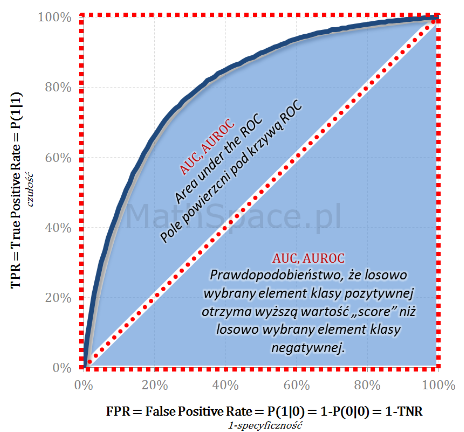 100%
80%
60%
40%
20%
0%
0% 20% 40% 60% 80% 100%
TPR = True Positive Rate = P(1|1)
czułość
AUC, AUROC
Area under the ROC
Pole powierzcni pod krzywą ROC
MathSpace.pl
AUC, AUROC
Prawdopodobieństwo, że losowo
wybrany element klasy pozytywnej
otrzyma wyższą wartość „score” niż
losowo wybrany element klasy
negatywnej.
FPR = False Positive Rate = P(1|0) = 1-P(0|0) = 1-TNR
1-specyficzność